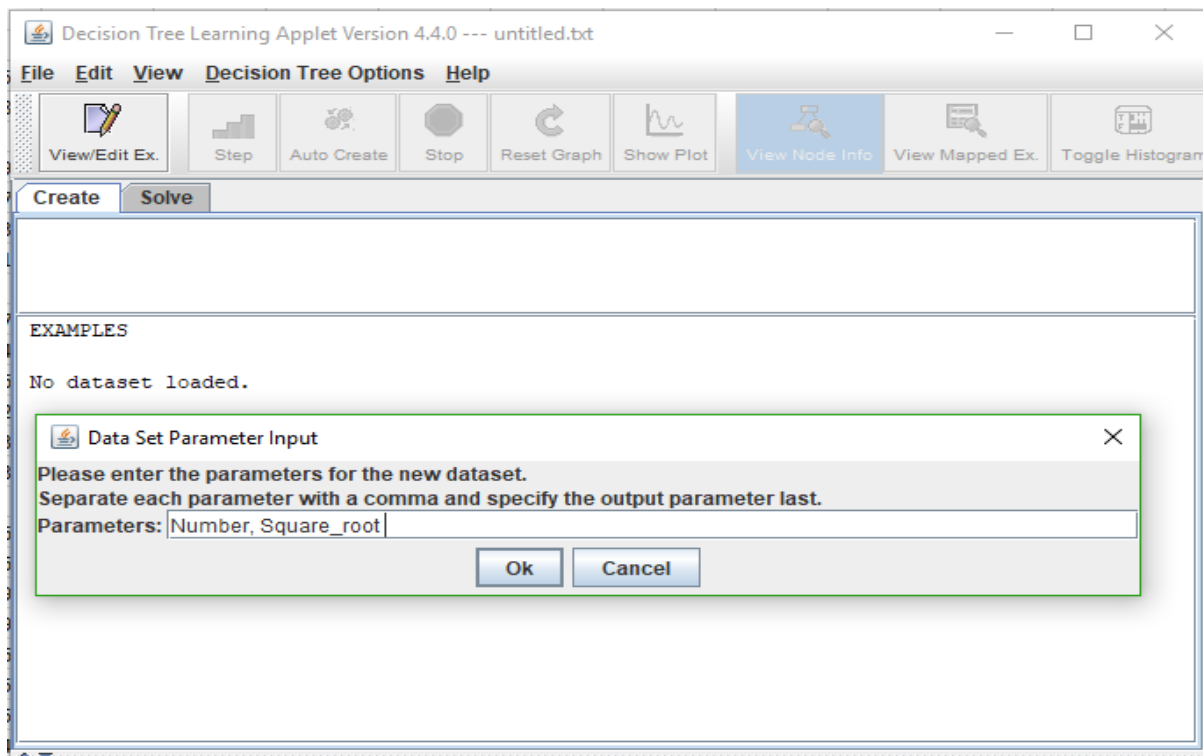 Decision Tree Learning Applet Version 4.4.0 --- untitled.txt
File Edit View Decision Tree Options Help
View/Edit Ex. Step Auto Create Stop Reset Graph Show Plot View Node Info View Mapped Ex. Toggle Histogram
Create Solve
EXAMPLES
No dataset loaded.
Data Set Parameter Input
Please enter the parameters for the new dataset.
Separate each parameter with a comma and specify the output parameter last.
Parameters: Number, Square_root
Ok Cancel